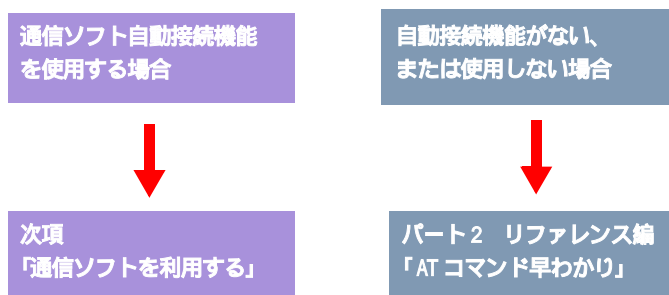 通信ソフト自動接続機能
を使用する場合
自動接続機能がない、
または使用しない場合
次項
「通信ソフトを利用する」
パート2　リファレンス編
「ATコマンド早わかり」